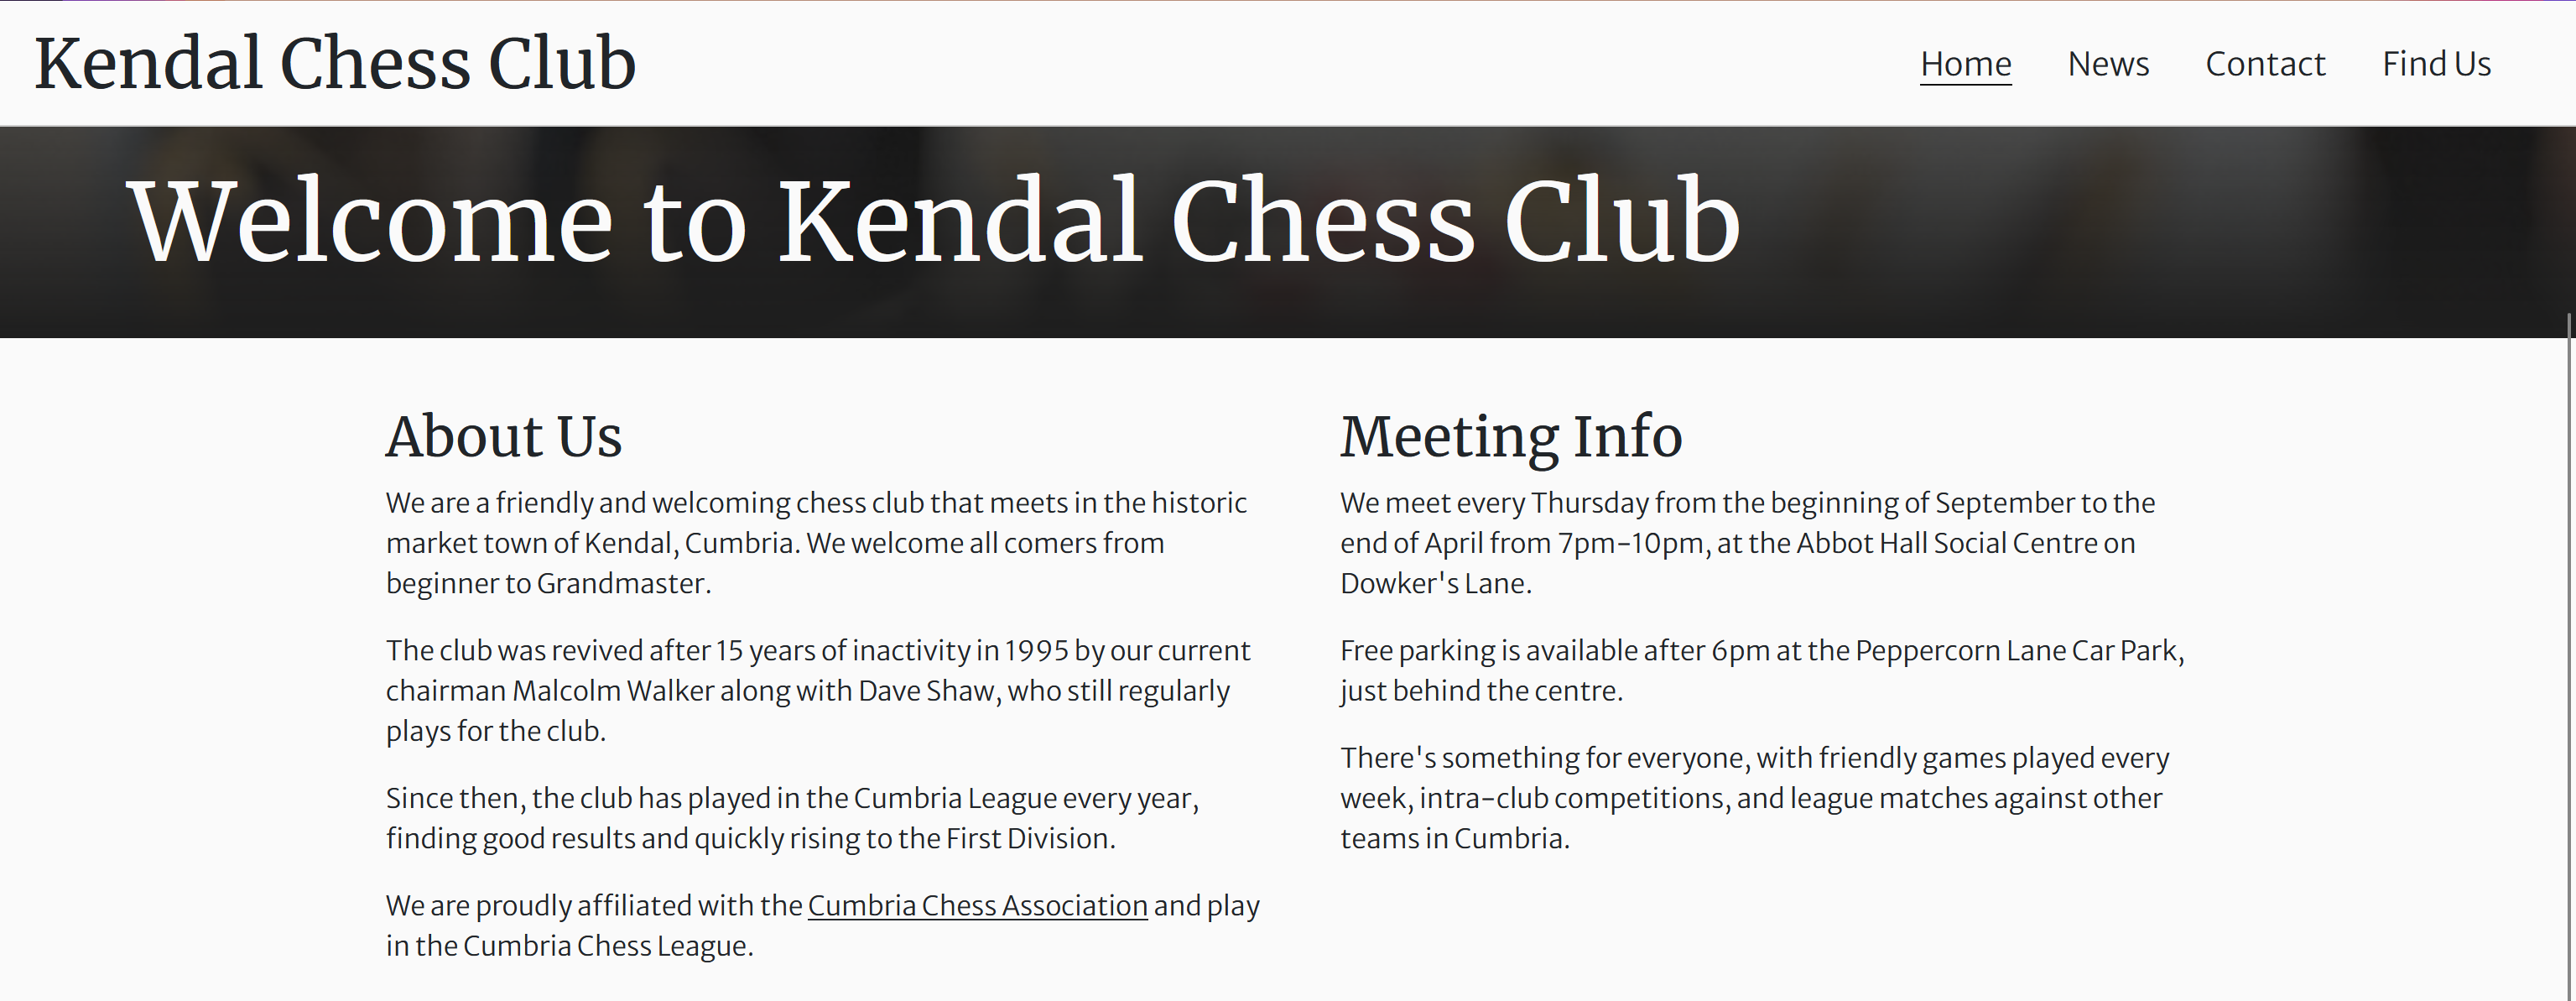 Kendal Chess Club
Home News Contact Find Us
Welcome to Kendal Chess Club
About Us
We are a friendly and welcoming chess club that meets in the historic
market town of Kendal, Cumbria. We welcome all comers from
beginner to Grandmaster.
The club was revived after 15 years of inactivity in 1995 by our current
chairman Malcolm Walker along with Dave Shaw, who still regularly
plays for the club.
Since then, the club has played in the Cumbria League every year,
finding good results and quickly rising to the First Division.
We are proudly affiliated with the Cumbria Chess Association and play
in the Cumbria Chess League.
Meeting Info
We meet every Thursday from the beginning of September to the
end of April from 7pm-10pm, at the Abbot Hall Social Centre on
Dowker's Lane.
Free parking is available after 6pm at the Peppercorn Lane Car Park,
just behind the centre.
There's something for everyone, with friendly games played every
week, intra-club competitions, and league matches against other
teams in Cumbria.